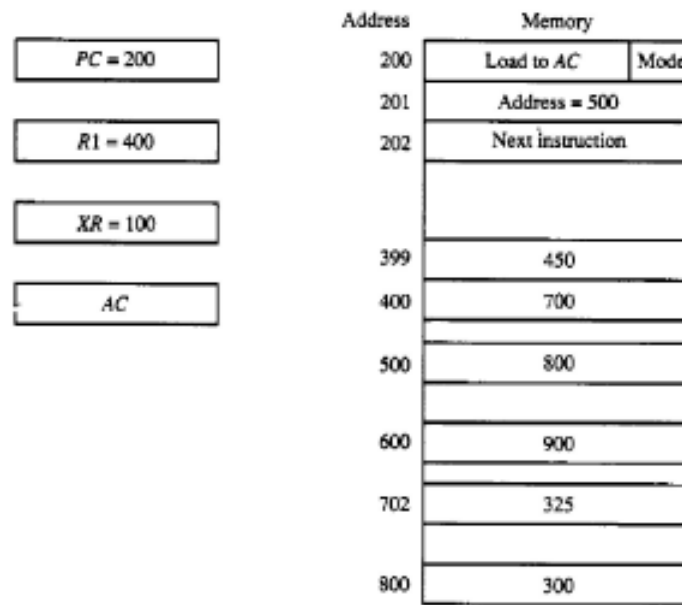 Address Memory
PC = 200
200 Load to AC Mode
201 Address = 500
R1 = 400
202 Next instruction
XR = 100
399 450
AC
400 700
500 800
600 900
702 325
800 300